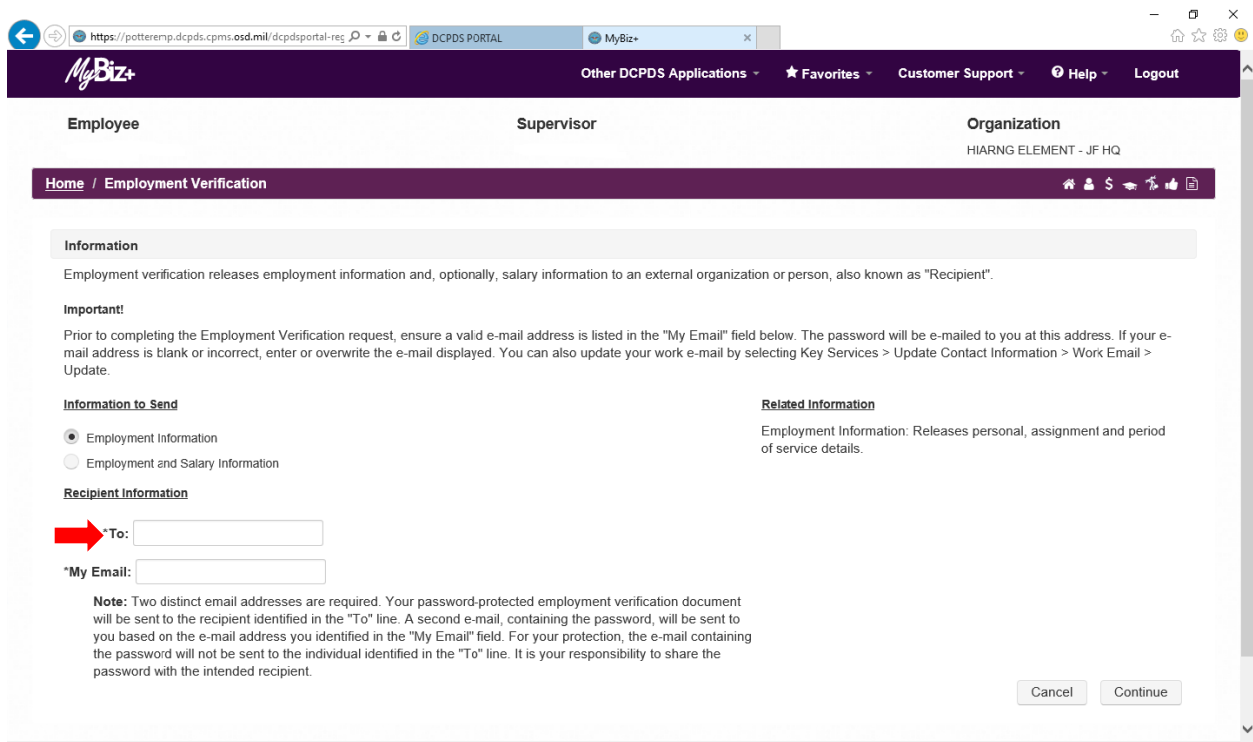 https://potteremp.dcpds.cpms.osd.mil/dcpdsportal-reg
DCPDS PORTAL
MyBiz+
MyBiz+
Other DCPDS Applications
Favorites
Customer Support
Help
Logout
Employee
Supervisor
Organization
HIARNG ELEMENT - JF HQ
Home / Employment Verification
Information
Employment verification releases employment information and, optionally, salary information to an external organization or person, also known as "Recipient".
Important!
Prior to completing the Employment Verification request, ensure a valid e-mail address is listed in the "My Email" field below. The password will be e-mailed to you at this address. If your e-
mail address is blank or incorrect, enter or overwrite the e-mail displayed. You can also update your work e-mail by selecting Key Services > Update Contact Information > Work Email >
Update.
Information to Send
Employment Information
Employment and Salary Information
Related Information
Employment Information: Releases personal, assignment and period
of service details.
Recipient Information
*To:
*My Email:
Note: Two distinct email addresses are required. Your password-protected employment verification document
will be sent to the recipient identified in the "To" line. A second e-mail, containing the password, will be sent to
you based on the e-mail address you identified in the "My Email" field. For your protection, the e-mail containing
the password will not be sent to the individual identified in the "To" line. It is your responsibility to share the
password with the intended recipient.
Cancel
Continue